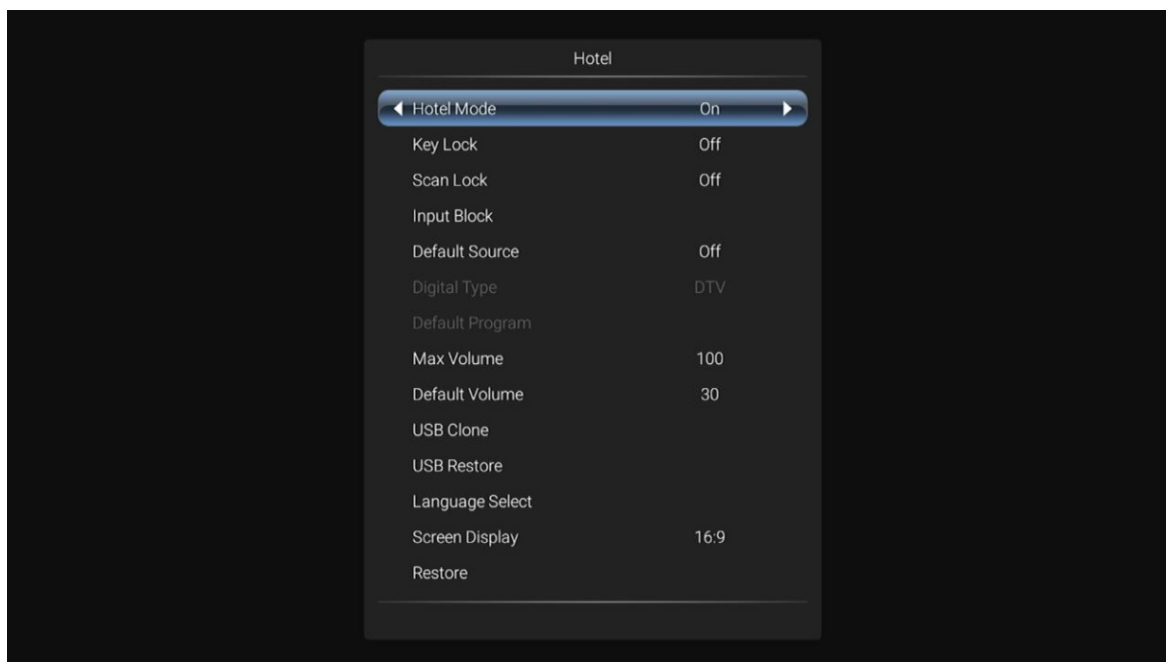 Hotel
Hotel Mode On
Key Lock Off
Scan Lock Off
Input Block
Default Source Off
Digital Type DTV
Default Program
Max Volume 100
Default Volume 30
USB Clone
USB Restore
Language Select
Screen Display 16:9
Restore